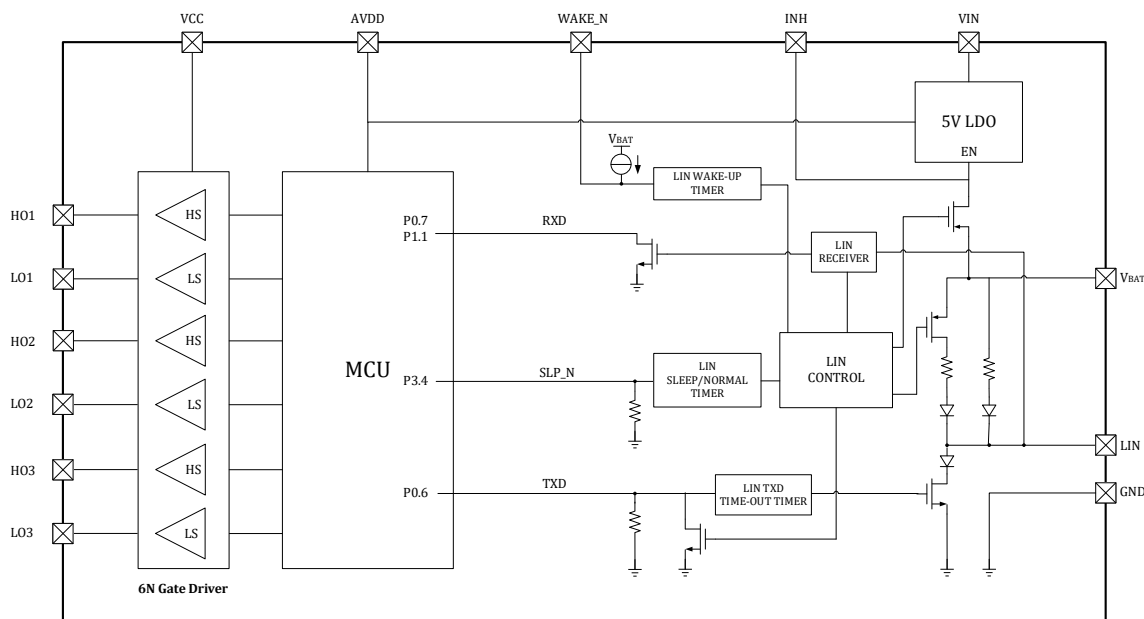 VCC
AVDD
WAKE_N
INH
VIN
5V LDO
EN
VBAT
LIN WAKE-UP
TIMER
HO1
HS
P0.7
P1.1
RXD
LIN
RECEIVER
LO1
LS
VBAT
HO2
HS
MCU
P3.4
SLP_N
LIN
SLEEP/NORMAL
TIMER
LIN
CONTROL
LO2
LS
LIN
HO3
HS
P0.6
TXD
LIN TXD
TIME-OUT TIMER
GND
LO3
LS
6N Gate Driver